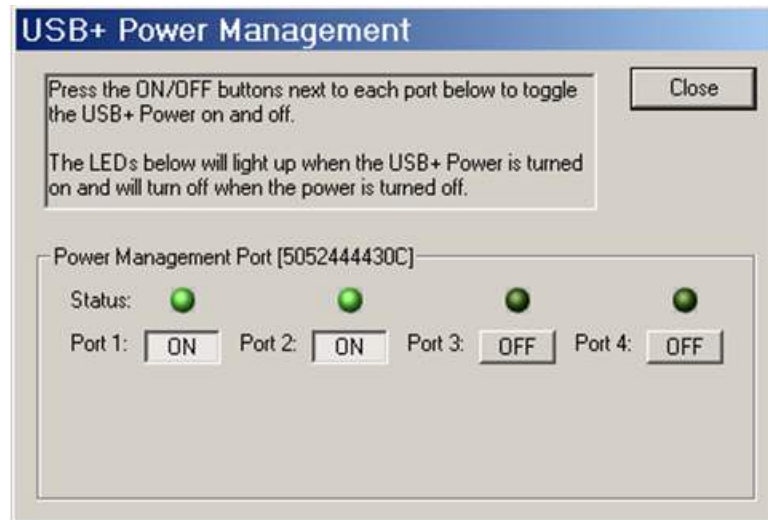 USB+ Power Management
Press the ON/OFF buttons next to each port below to toggle
the USB+ Power on and off.
Close
The LEDs below will light up when the USB+ Power is turned
on and will turn off when the power is turned off.
Power Management Port [5052444430C]
Status:
Port 1: ON Port 2: ON Port 3: OFF Port 4: OFF